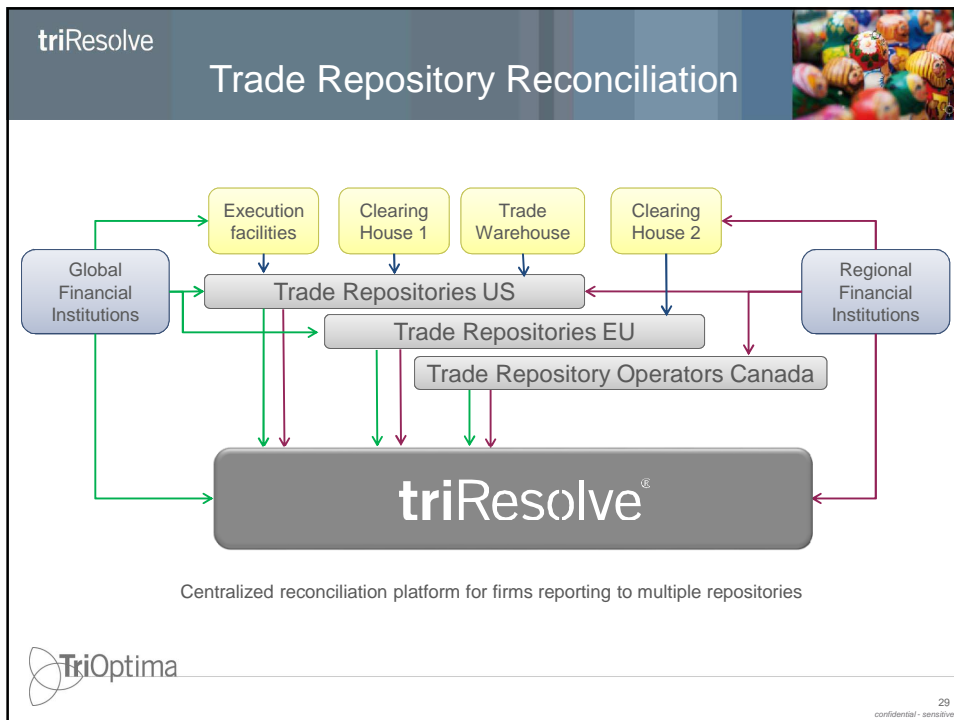 triResolve
Trade Repository Reconciliation
Execution
facilities
Clearing
House 1
Trade
Warehouse
Clearing
House 2
Global
Financial
Institutions
Regional
Financial
Institutions
Trade Repositories US
Trade Repositories EU
Trade Repository Operators Canada
triResolve®
Centralized reconciliation platform for firms reporting to multiple repositories
TriOptima
29
confidential - sensitive